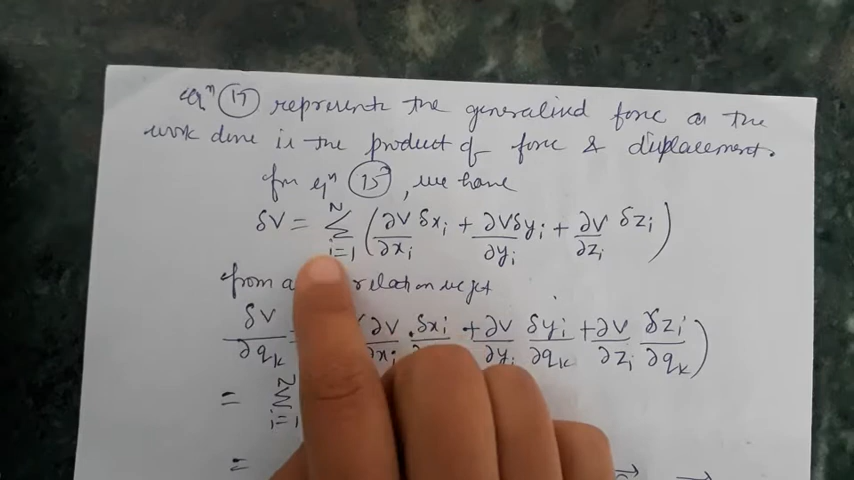 eqⁿ (17) represents the generalised force as the
work done is the product of force & displacement.
for eqⁿ (15), we have
δV = ∑_{i=1}^{N} (∂V/∂x_i δx_i + ∂V/∂y_i δy_i + ∂V/∂z_i δz_i)
from relation we get
δV/∂q_k = (∂V/∂x_i . δx_i + ∂V/∂y_i δy_i/∂q_k + ∂V/∂z_i δz_i/∂q_k)
= ∑_{i=1}^{N}
=